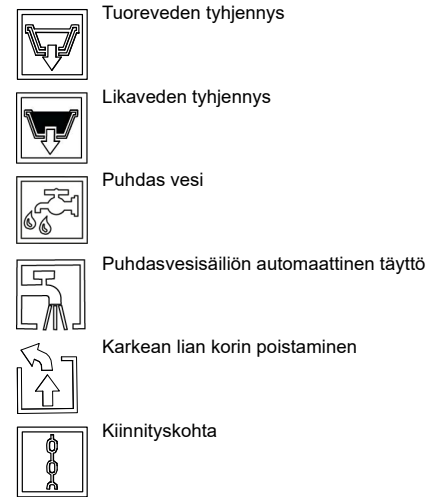 Tuoreveden tyhjennys
Likaveden tyhjennys
Puhdas vesi
Puhdasvesisäiliön automaattinen täyttö
Karkean lian korin poistaminen
Kiinnityskohta